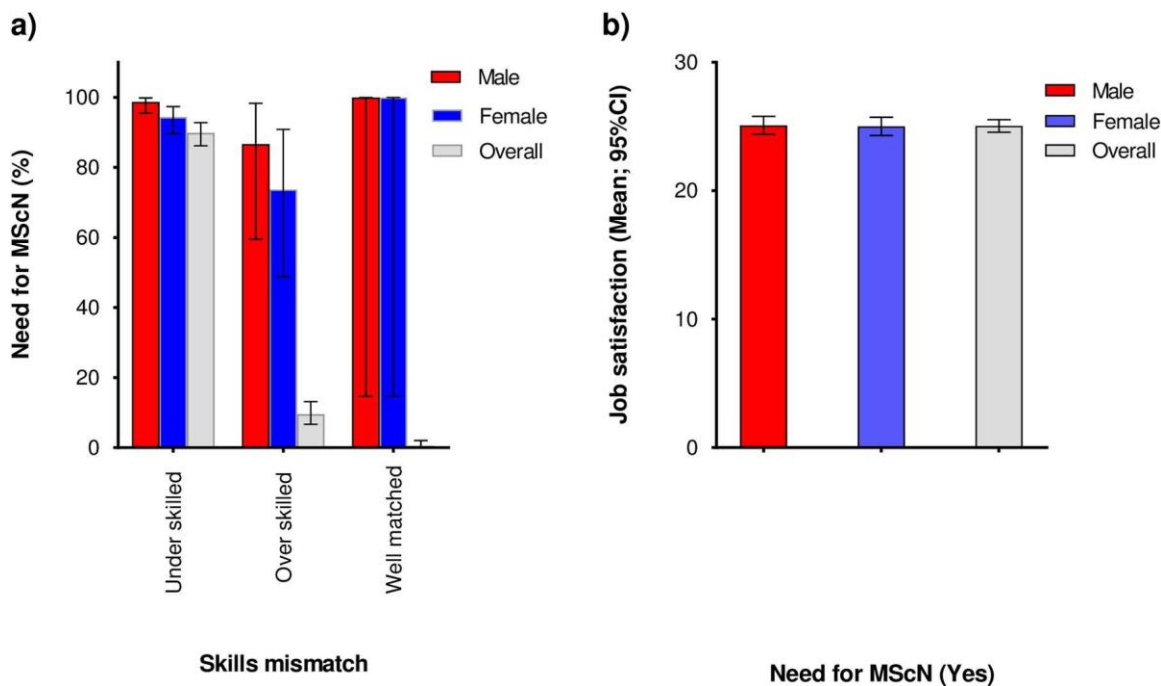 a)
Need for MScN (%)
100
80
60
40
20
0
Male
Female
Overall
Under skilled
Over skilled
Well matched
Skills mismatch
b)
Job satisfaction (Mean; 95%CI)
30
20
10
0
Male
Female
Overall
Need for MScN (Yes)